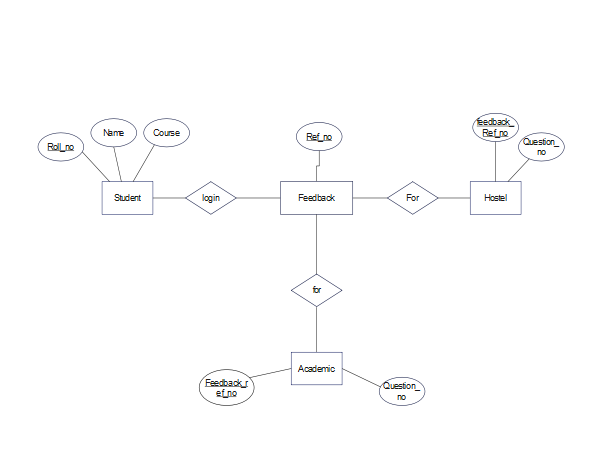 feedback_
Ref_no
Name
Course
Ref_no
Roll_no
Question_
no
Student
login
Feedback
For
Hostel
for
Academic
Feedback_r
ef_no
Question_
no